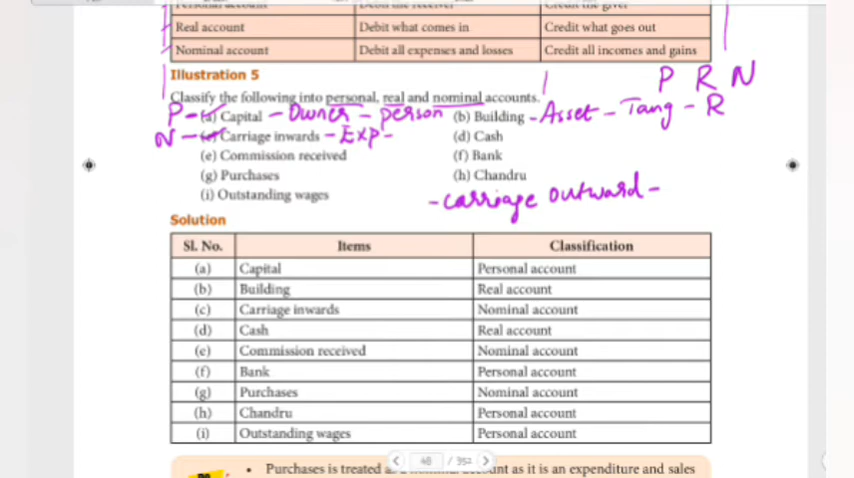 Real account Debit what comes in Credit what goes out
Nominal account Debit all expenses and losses Credit all incomes and gains
Illustration 5
P R N
Classify the following into personal, real and nominal accounts.
P - (a) Capital - Owner - person (b) Building - Asset - Tang - R
N - Carriage inwards - EXP - (d) Cash
(e) Commission received (f) Bank
(g) Purchases (h) Chandru
(i) Outstanding wages - carriage outward -
Solution
Sl. No. Items Classification
(a) Capital Personal account
(b) Building Real account
(c) Carriage inwards Nominal account
(d) Cash Real account
(e) Commission received Nominal account
(f) Bank Personal account
(g) Purchases Nominal account
(h) Chandru Personal account
(i) Outstanding wages Personal account
48 / 352
• Purchases is treated as it is an expenditure and sales